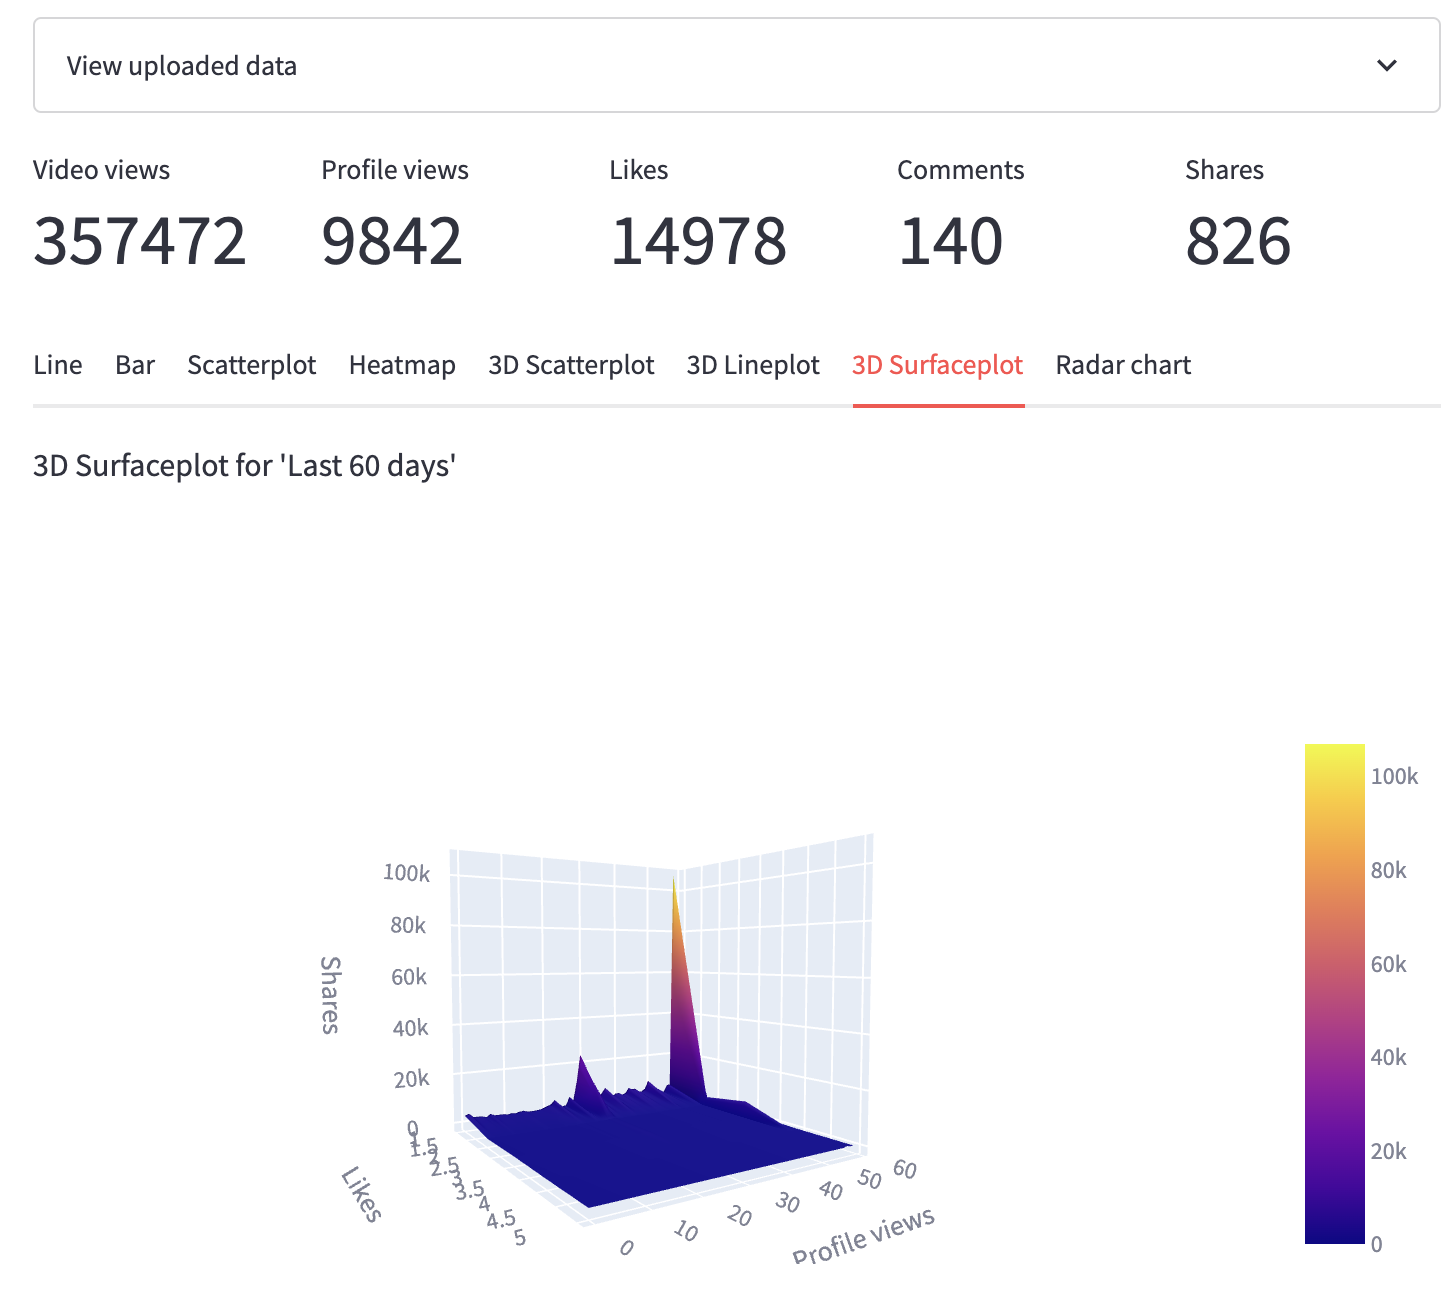 View uploaded data
Video views
357472
Profile views
9842
Likes
14978
Comments
140
Shares
826
Line Bar Scatterplot Heatmap 3D Scatterplot 3D Lineplot 3D Surfaceplot Radar chart
3D Surfaceplot for 'Last 60 days'
100k
80k
60k
40k
20k
0
Shares
1.5
2
2.5
3
3.5
4
4.5
5
Likes
0
10
20
30
40
50
60
Profile views
100k
80k
60k
40k
20k
0